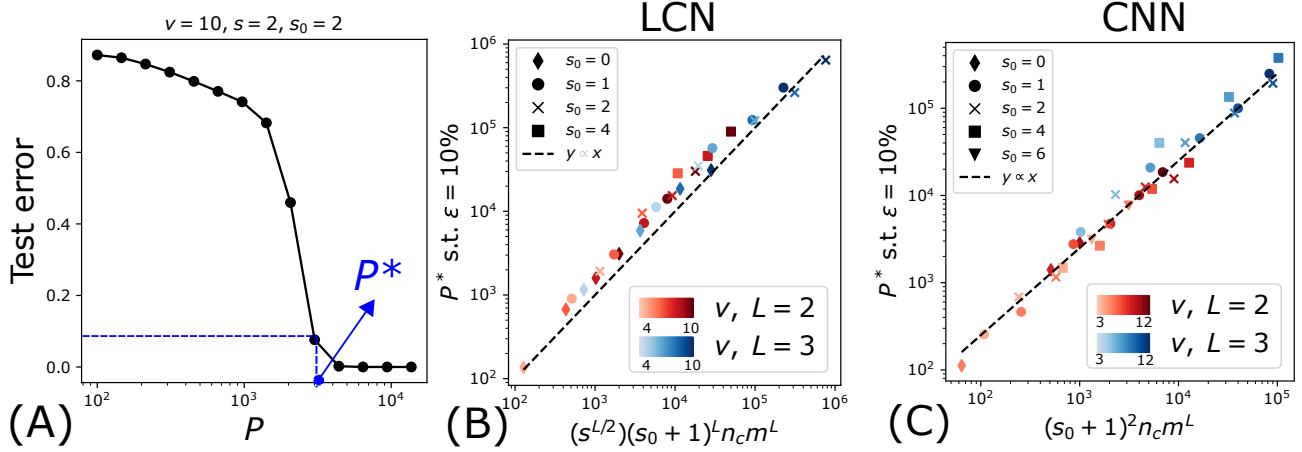 v = 10, s = 2, s₀ = 2
Test error
0.8
0.6
0.4
0.2
0.0
P*
10² 10³ 10⁴
P
(A)
LCN
P* s.t. ε = 10%
10⁶
10⁵
10⁴
10³
10²
s₀ = 0
s₀ = 1
s₀ = 2
s₀ = 4
y ∝ x
v, L = 2
4 10
v, L = 3
4 10
10² 10³ 10⁴ 10⁵ 10⁶
(s^{L/2})(s₀ + 1)^L n_c m^L
(B)
CNN
P* s.t. ε = 10%
10⁵
10⁴
10³
10²
s₀ = 0
s₀ = 1
s₀ = 2
s₀ = 4
s₀ = 6
y ∝ x
v, L = 2
3 12
v, L = 3
3 12
10² 10³ 10⁴ 10⁵
(s₀ + 1)² n_c m^L
(C)